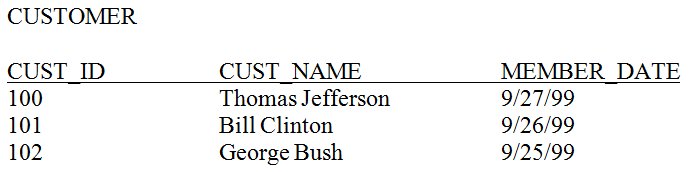 CUSTOMER
CUST_ID CUST_NAME MEMBER_DATE
100 Thomas Jefferson 9/27/99
101 Bill Clinton 9/26/99
102 George Bush 9/25/99